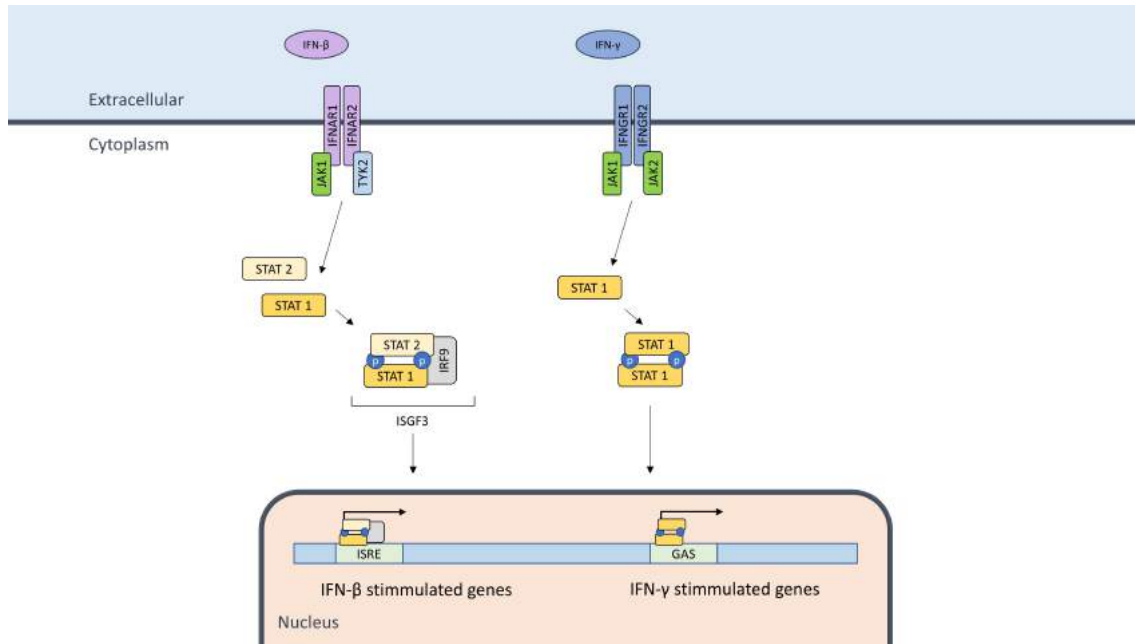 IFN-β
IFN-γ
Extracellular
IFNAR1
IFNAR2
IFNGR1
IFNGR2
Cytoplasm
JAK1
TYK2
JAK1
JAK2
STAT 2
STAT 1
STAT 1
STAT 2
STAT 1
P
P
IRF9
STAT 1
STAT 1
P
P
ISGF3
ISRE
GAS
IFN-β stimmulated genes
IFN-γ stimmulated genes
Nucleus